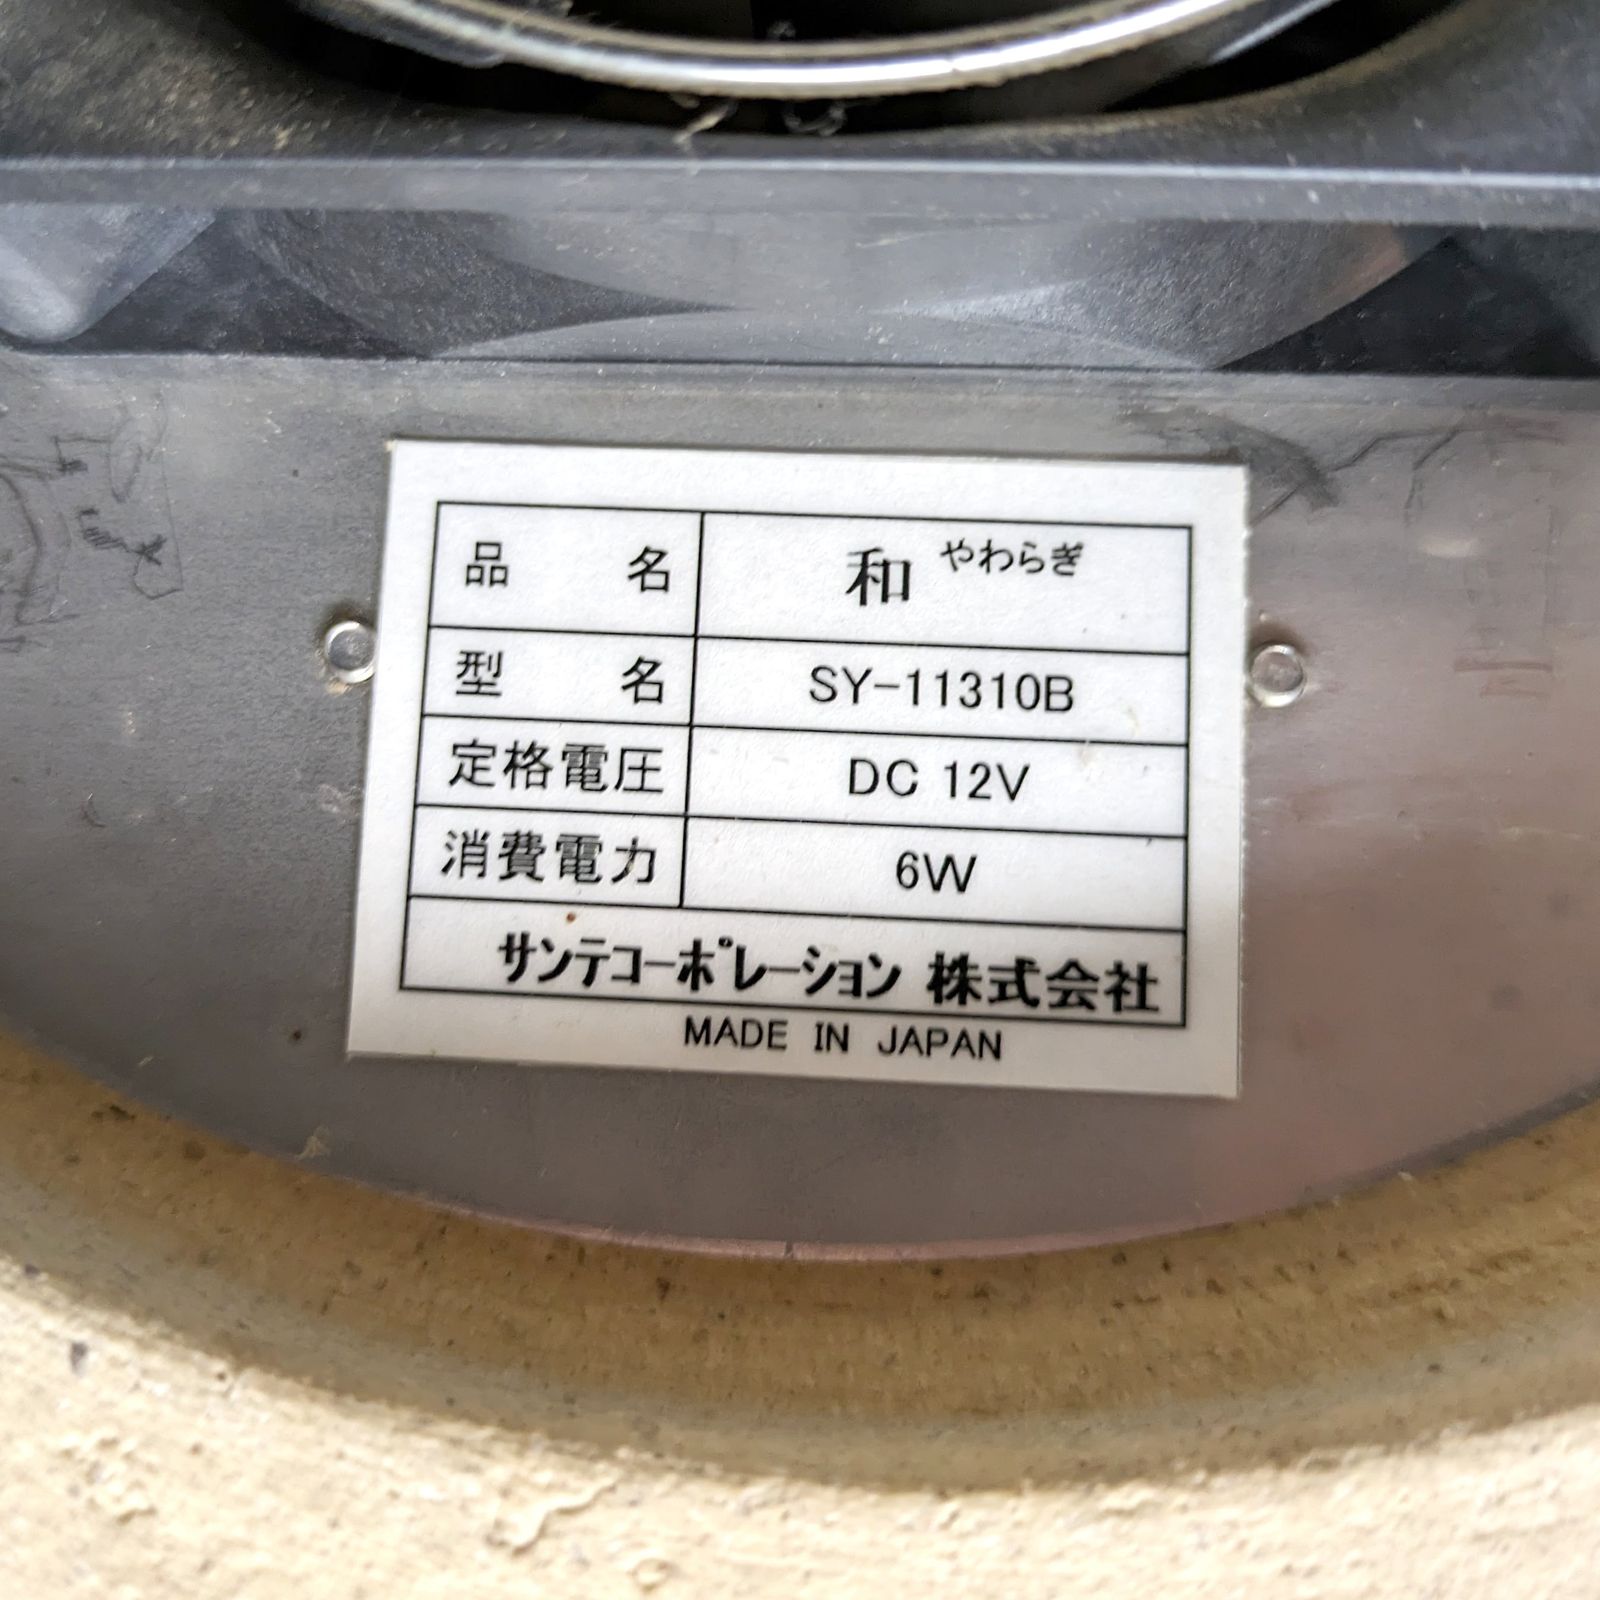 品名 和 やわらぎ
型名 SY-11310B
定格電圧 DC 12V
消費電力 6W
サンテコーポレーション 株式会社
MADE IN JAPAN